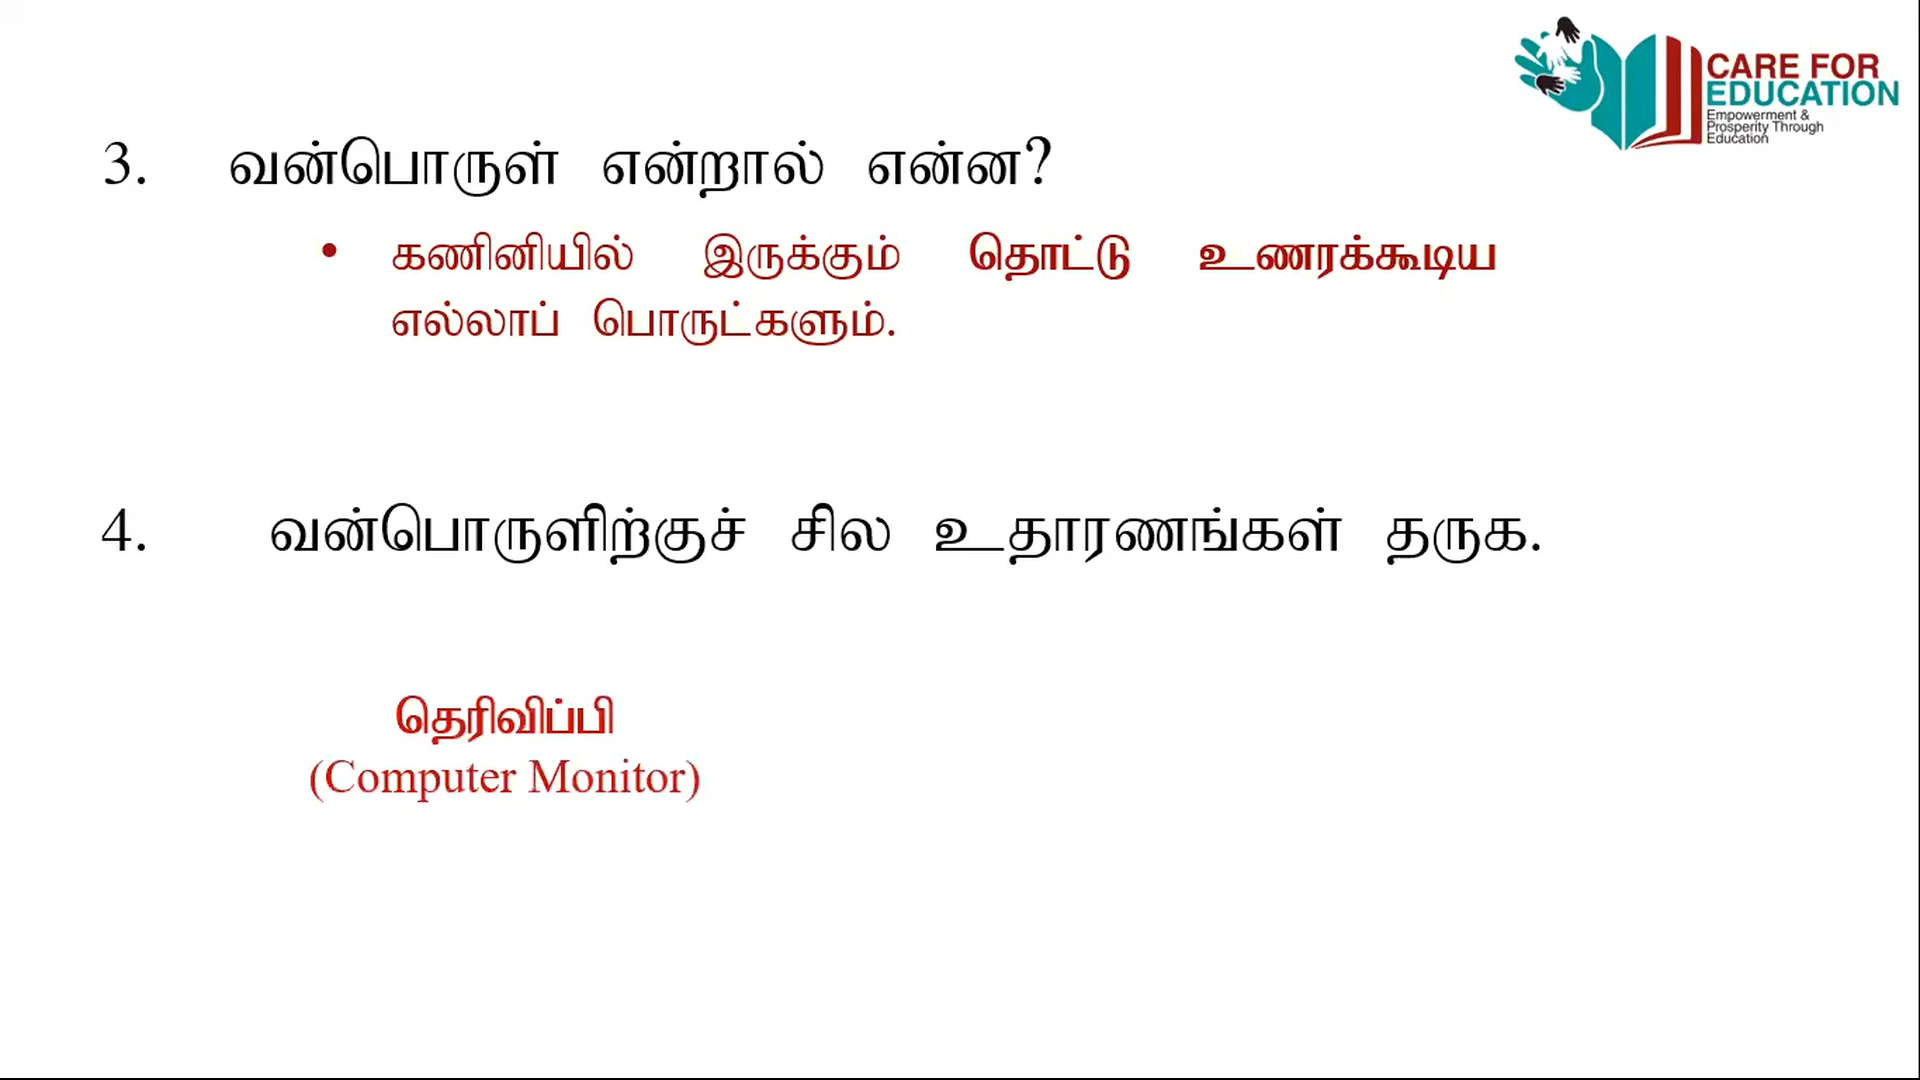 CARE FOR
EDUCATION
Empowerment &
Prosperity Through
Education
3. வன்பொருள் என்றால் என்ன?
• கணினியில் இருக்கும் தொட்டு உணரக்கூடிய
எல்லாப் பொருட்களும்.
4. வன்பொருளிற்குச் சில உதாரணங்கள் தருக.
தெரிவிப்பி
(Computer Monitor)